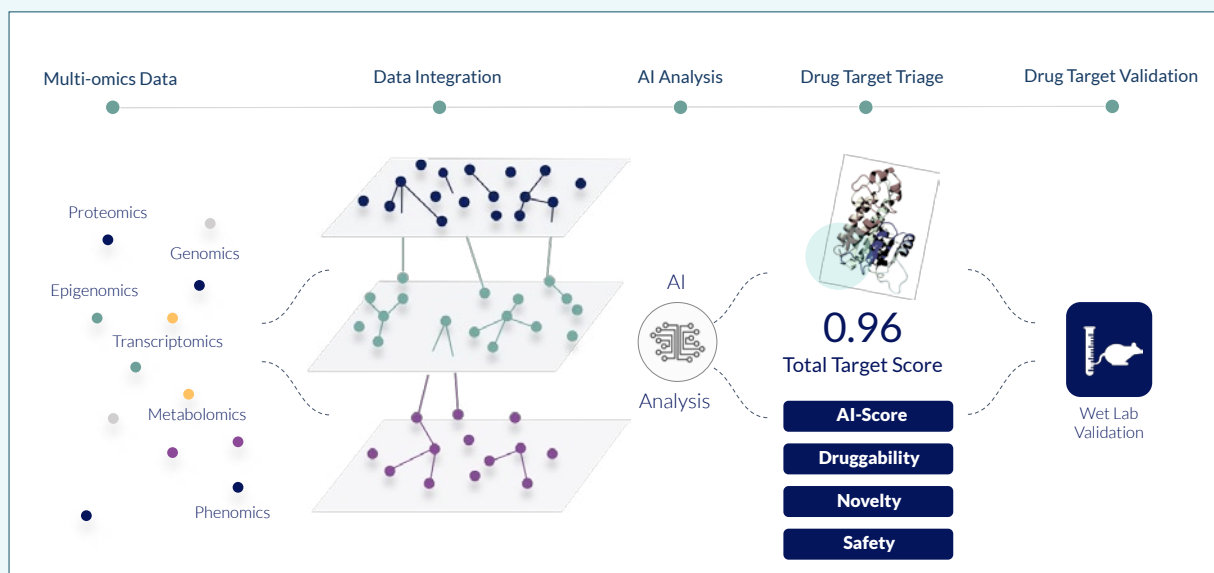 Multi-omics Data
Data Integration
AI Analysis
Drug Target Triage
Drug Target Validation
Proteomics
Genomics
Epigenomics
Transcriptomics
Metabolomics
Phenomics
AI
Analysis
0.96
Total Target Score
AI-Score
Druggability
Novelty
Safety
Wet Lab
Validation